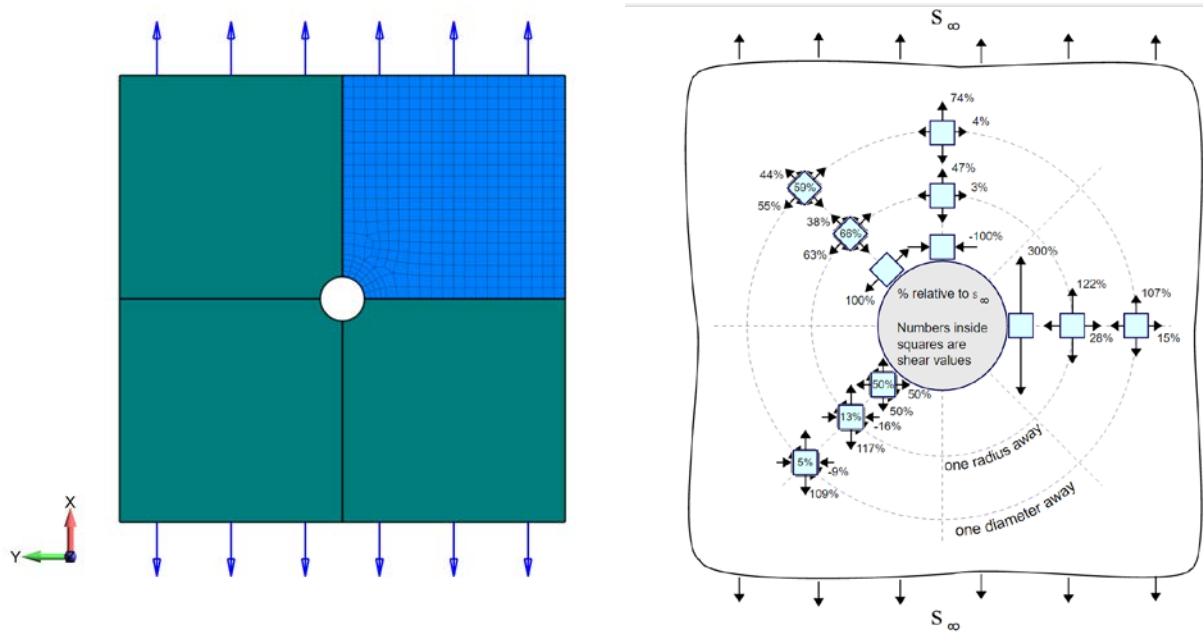 X
Y
S ∞
74%
4%
47%
3%
44%
59%
55%
38%
66%
63%
-100%
300%
100%
% relative to s∞
Numbers inside
squares are
shear values
122%
107%
28%
15%
50%
50%
50%
13%
-16%
117%
5%
-9%
109%
one radius away
one diameter away
S ∞